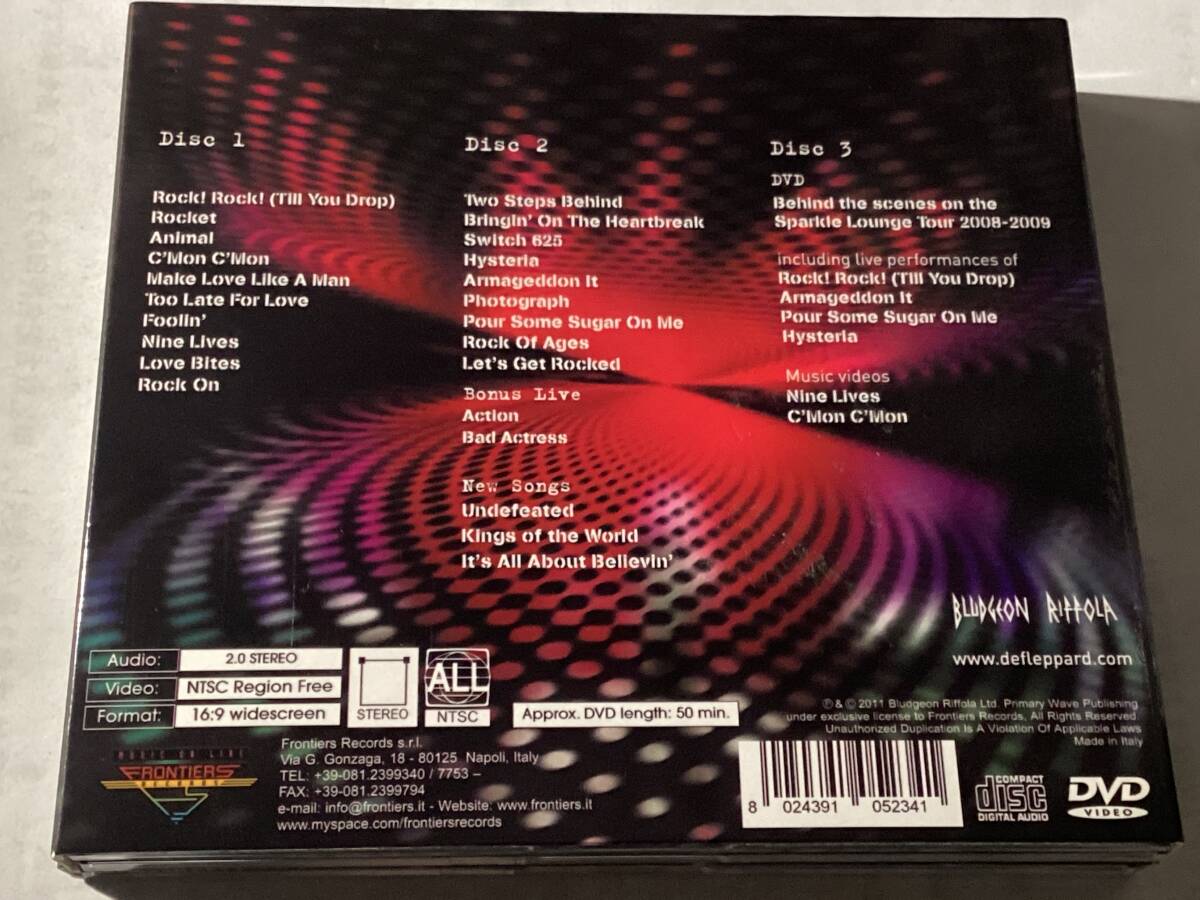 Disc 1
Rock! Rock! (Till You Drop)
Rocket
Animal
C'Mon C'Mon
Make Love Like A Man
Too Late For Love
Foolin'
Nine Lives
Love Bites
Rock On
Disc 2
Two Steps Behind
Bringin' On The Heartbreak
Switch 625
Hysteria
Armageddon It
Photograph
Pour Some Sugar On Me
Rock Of Ages
Let's Get Rocked
Bonus Live
Action
Bad Actress
New Songs
Undefeated
Kings of the World
It's All About Believin'
Disc 3
DVD
Behind the scenes on the
Sparkle Lounge Tour 2008-2009
including live performances of
Rock! Rock! (Till You Drop)
Armageddon It
Pour Some Sugar On Me
Hysteria
Music videos
Nine Lives
C'Mon C'Mon
BLUDGEON RIFFOLA
www.defleppard.com
Audio: 2.0 STEREO
Video: NTSC Region Free
Format: 16:9 widescreen
STEREO
ALL
NTSC
Approx. DVD length: 50 min.
℗ & © 2011 Bludgeon Riffola Ltd. Primary Wave Publishing
under exclusive license to Frontiers Records, All Rights Reserved.
Unauthorized Duplication Is A Violation Of Applicable Laws
Made in Italy
MUSIC ON LINE
FRONTIERS
RECORDS
Frontiers Records s.r.l.
Via G. Gonzaga, 18 - 80125 Napoli, Italy
TEL: +39-081.2399340 / 7753 –
FAX: +39-081.2399794
e-mail: info@frontiers.it - Website: www.frontiers.it
www.myspace.com/frontiersrecords
8 024391 052341
COMPACT
disc
DIGITAL AUDIO
DVD
VIDEO